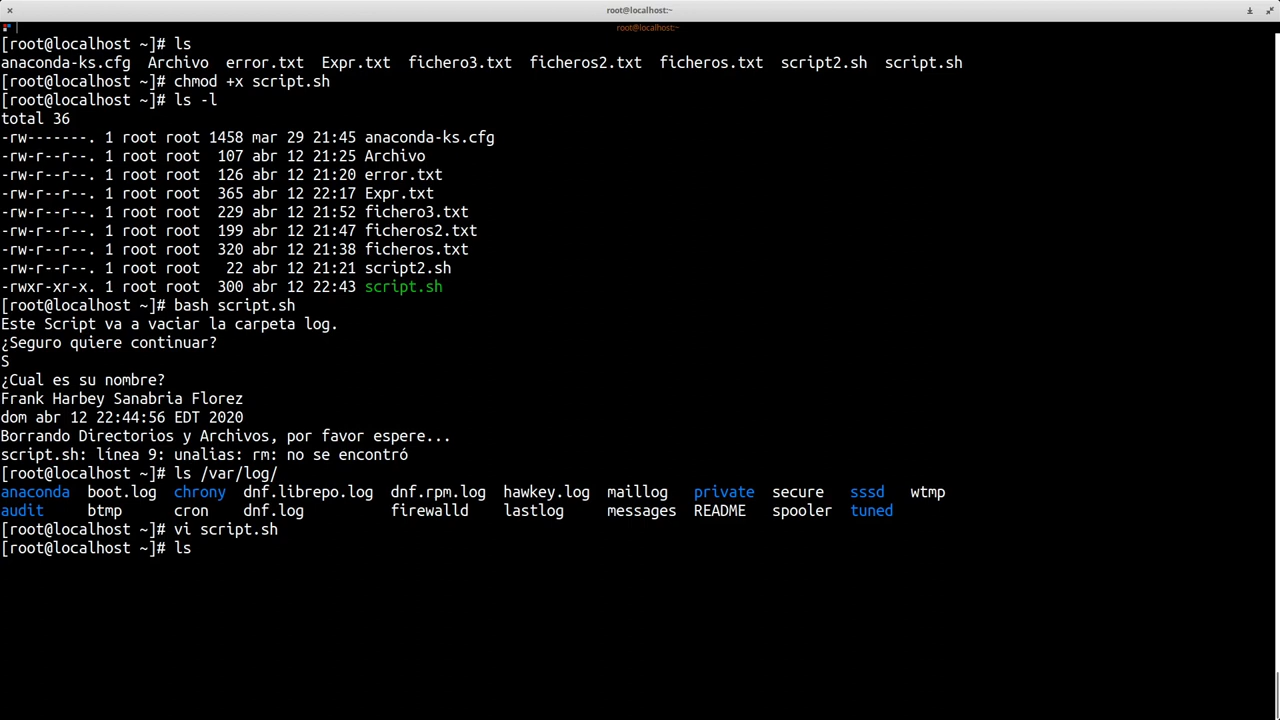 root@localhost:~
root@localhost:~
[root@localhost ~]# ls
anaconda-ks.cfg  Archivo  error.txt  Expr.txt  fichero3.txt  ficheros2.txt  ficheros.txt  script2.sh  script.sh
[root@localhost ~]# chmod +x script.sh
[root@localhost ~]# ls -l
total 36
-rw-------. 1 root root 1458 mar 29 21:45 anaconda-ks.cfg
-rw-r--r--. 1 root root  107 abr 12 21:25 Archivo
-rw-r--r--. 1 root root  126 abr 12 21:20 error.txt
-rw-r--r--. 1 root root  365 abr 12 22:17 Expr.txt
-rw-r--r--. 1 root root  229 abr 12 21:52 fichero3.txt
-rw-r--r--. 1 root root  199 abr 12 21:47 ficheros2.txt
-rw-r--r--. 1 root root  320 abr 12 21:38 ficheros.txt
-rw-r--r--. 1 root root   22 abr 12 21:21 script2.sh
-rwxr-xr-x. 1 root root  300 abr 12 22:43 script.sh
[root@localhost ~]# bash script.sh
Este Script va a vaciar la carpeta log.
¿Seguro quiere continuar?
S
¿Cual es su nombre?
Frank Harbey Sanabria Florez
dom abr 12 22:44:56 EDT 2020
Borrando Directorios y Archivos, por favor espere...
script.sh: línea 9: unalias: rm: no se encontró
[root@localhost ~]# ls /var/log/
anaconda  boot.log  chrony  dnf.librepo.log  dnf.rpm.log  hawkey.log  maillog  private  secure  sssd  wtmp
audit  btmp  cron  dnf.log  firewalld  lastlog  messages  README  spooler  tuned
[root@localhost ~]# vi script.sh
[root@localhost ~]# ls